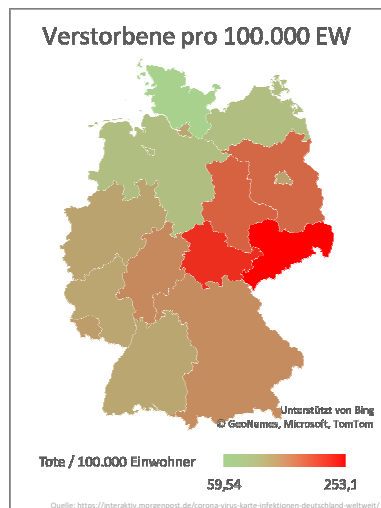 Verstorbene pro 100.000 EW
Unterstützt von Bing
© GeoNames, Microsoft, TomTom
Tote / 100.000 Einwohner
59,54
253,1
Quelle: https://interaktiv.morgenpost.de/corona-virus-karte-infektionen-deutschland-weltweit/